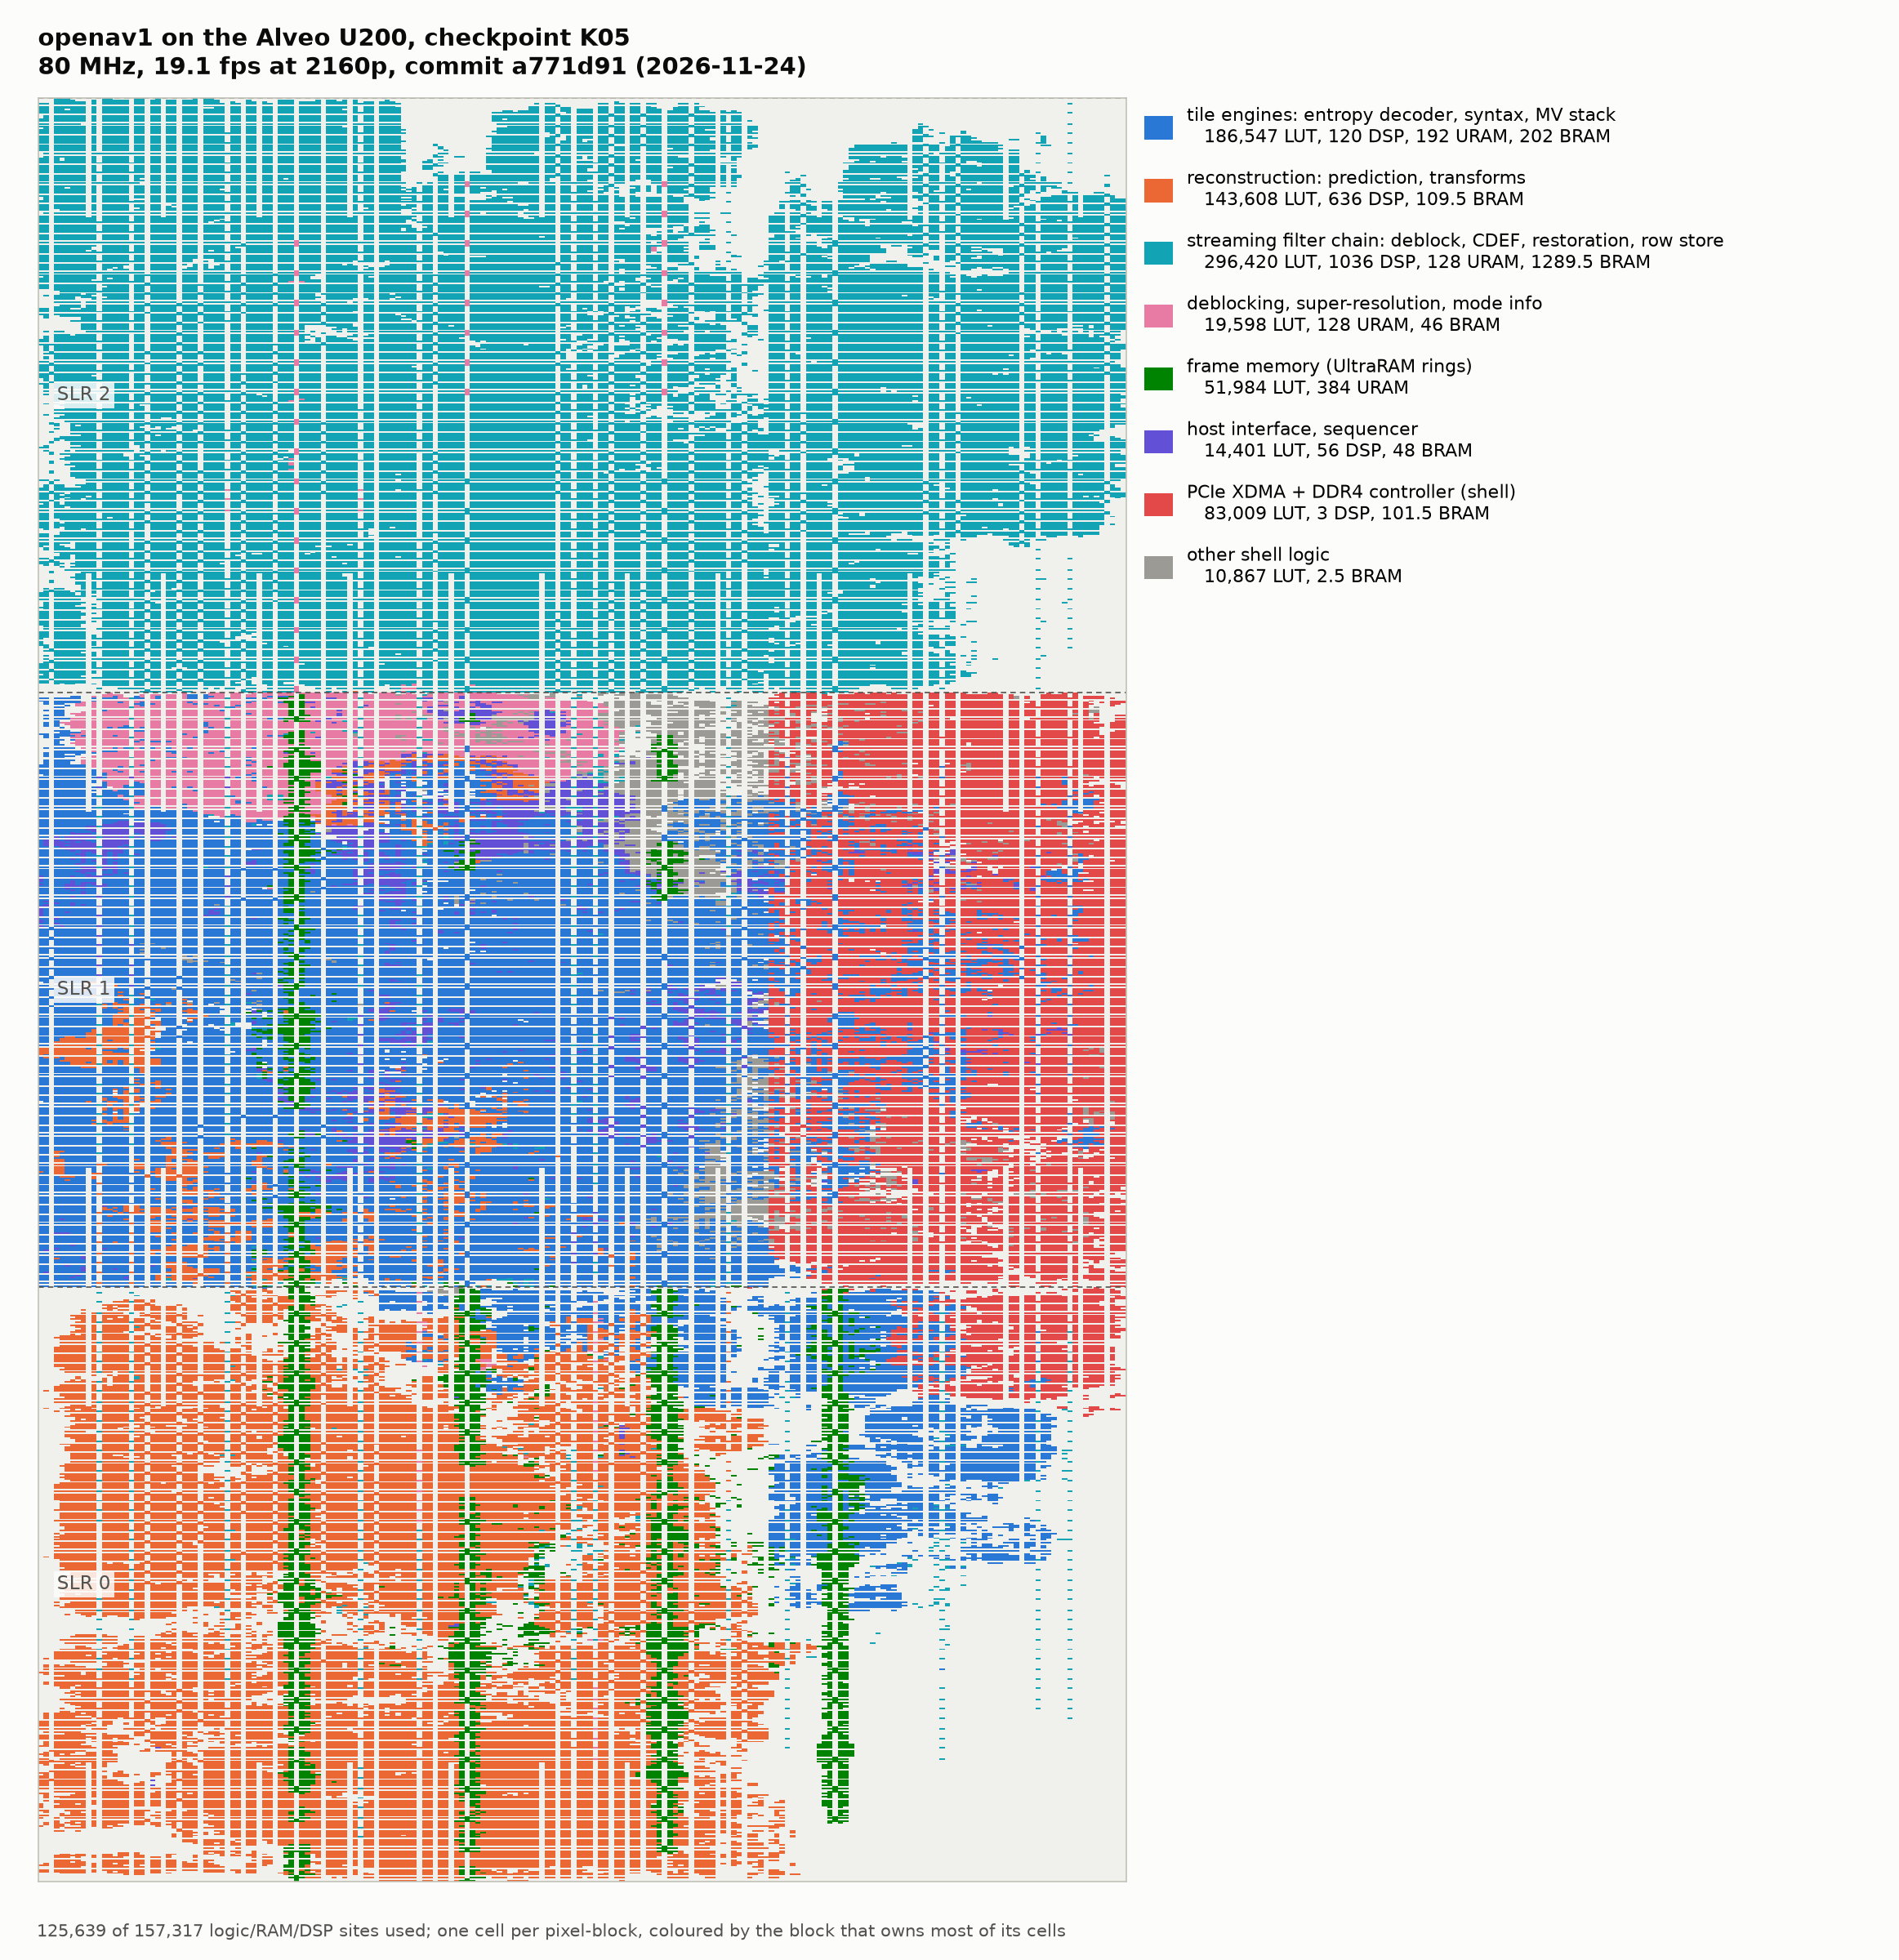 openav1 on the Alveo U200, checkpoint K05
80 MHz, 19.1 fps at 2160p, commit a771d91 (2026-11-24)
tile engines: entropy decoder, syntax, MV stack
186,547 LUT, 120 DSP, 192 URAM, 202 BRAM
reconstruction: prediction, transforms
143,608 LUT, 636 DSP, 109.5 BRAM
streaming filter chain: deblock, CDEF, restoration, row store
296,420 LUT, 1036 DSP, 128 URAM, 1289.5 BRAM
deblocking, super-resolution, mode info
19,598 LUT, 128 URAM, 46 BRAM
frame memory (UltraRAM rings)
51,984 LUT, 384 URAM
host interface, sequencer
14,401 LUT, 56 DSP, 48 BRAM
PCIe XDMA + DDR4 controller (shell)
83,009 LUT, 3 DSP, 101.5 BRAM
other shell logic
10,867 LUT, 2.5 BRAM
SLR 2
SLR 1
SLR 0
125,639 of 157,317 logic/RAM/DSP sites used; one cell per pixel-block, coloured by the block that owns most of its cells